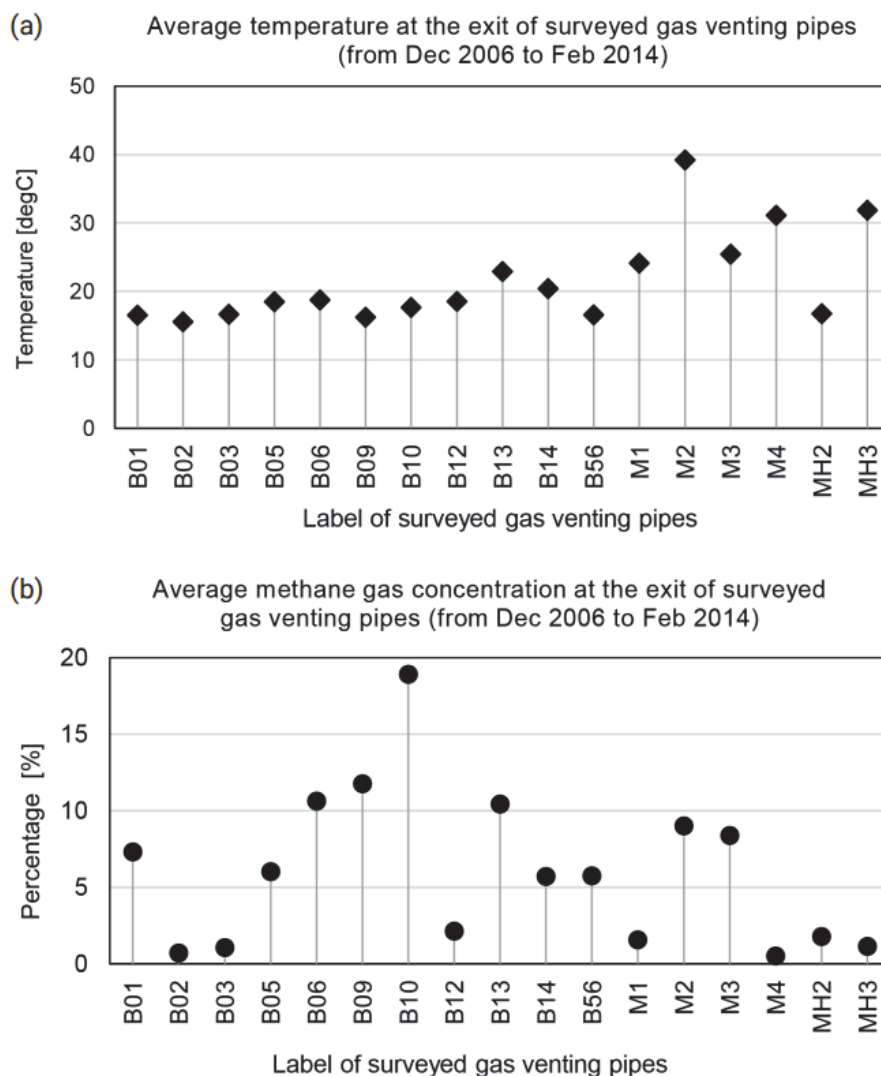 (a)
Average temperature at the exit of surveyed gas venting pipes
(from Dec 2006 to Feb 2014)
Temperature [degC]
50
40
30
20
10
0
B01 B02 B03 B05 B06 B09 B10 B12 B13 B14 B56 M1 M2 M3 M4 MH2 MH3
Label of surveyed gas venting pipes
(b)
Average methane gas concentration at the exit of surveyed
gas venting pipes (from Dec 2006 to Feb 2014)
Percentage [%]
20
15
10
5
0
B01 B02 B03 B05 B06 B09 B10 B12 B13 B14 B56 M1 M2 M3 M4 MH2 MH3
Label of surveyed gas venting pipes